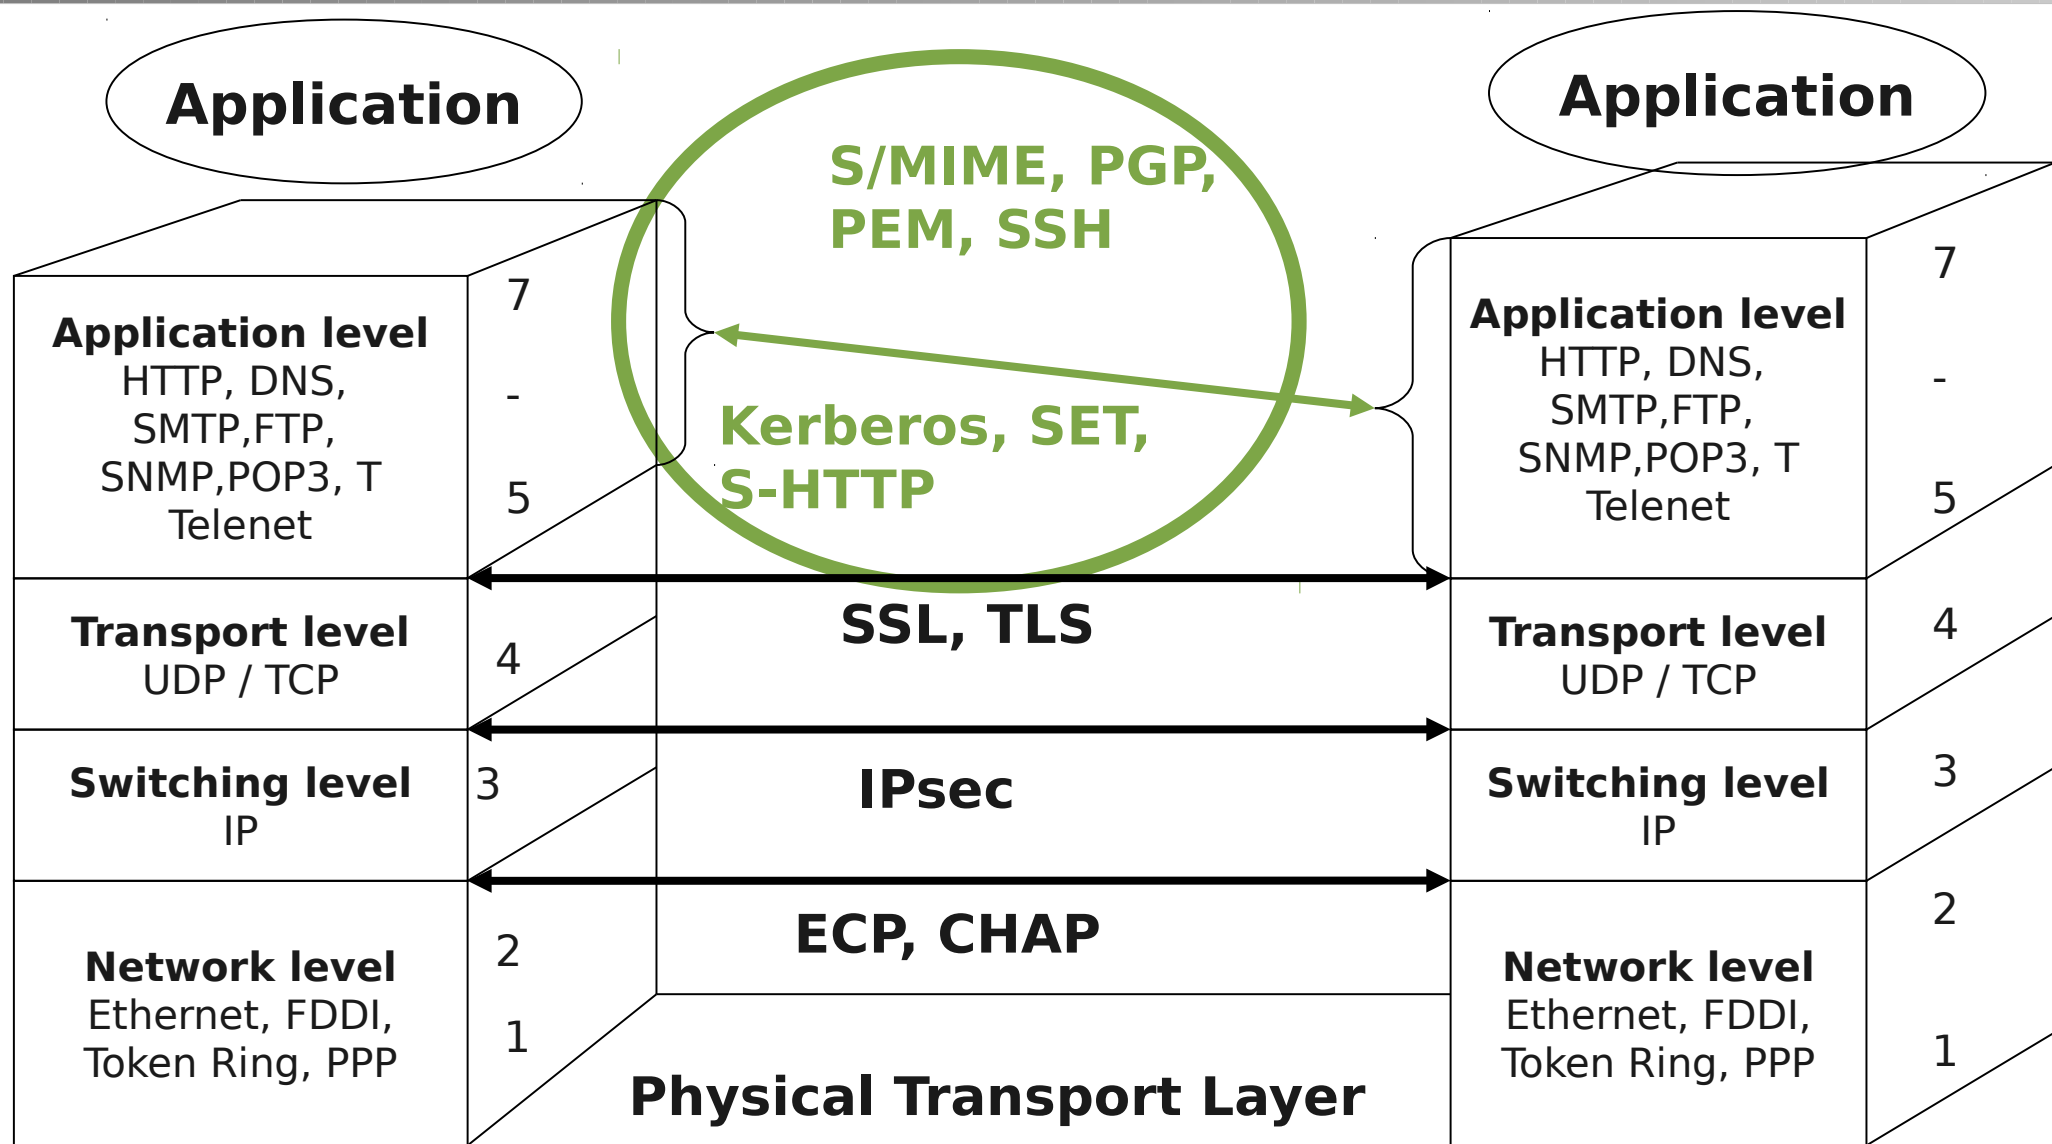 Application
Application
S/MIME, PGP,
PEM, SSH
Kerberos, SET,
S-HTTP
Application level
HTTP, DNS,
SMTP,FTP,
SNMP,POP3, T
Telenet
7
-
5
Application level
HTTP, DNS,
SMTP,FTP,
SNMP,POP3, T
Telenet
7
-
5
Transport level
UDP / TCP
4
SSL, TLS
Transport level
UDP / TCP
4
Switching level
IP
3
IPsec
Switching level
IP
3
Network level
Ethernet, FDDI,
Token Ring, PPP
2
1
ECP, CHAP
Physical Transport Layer
Network level
Ethernet, FDDI,
Token Ring, PPP
2
1